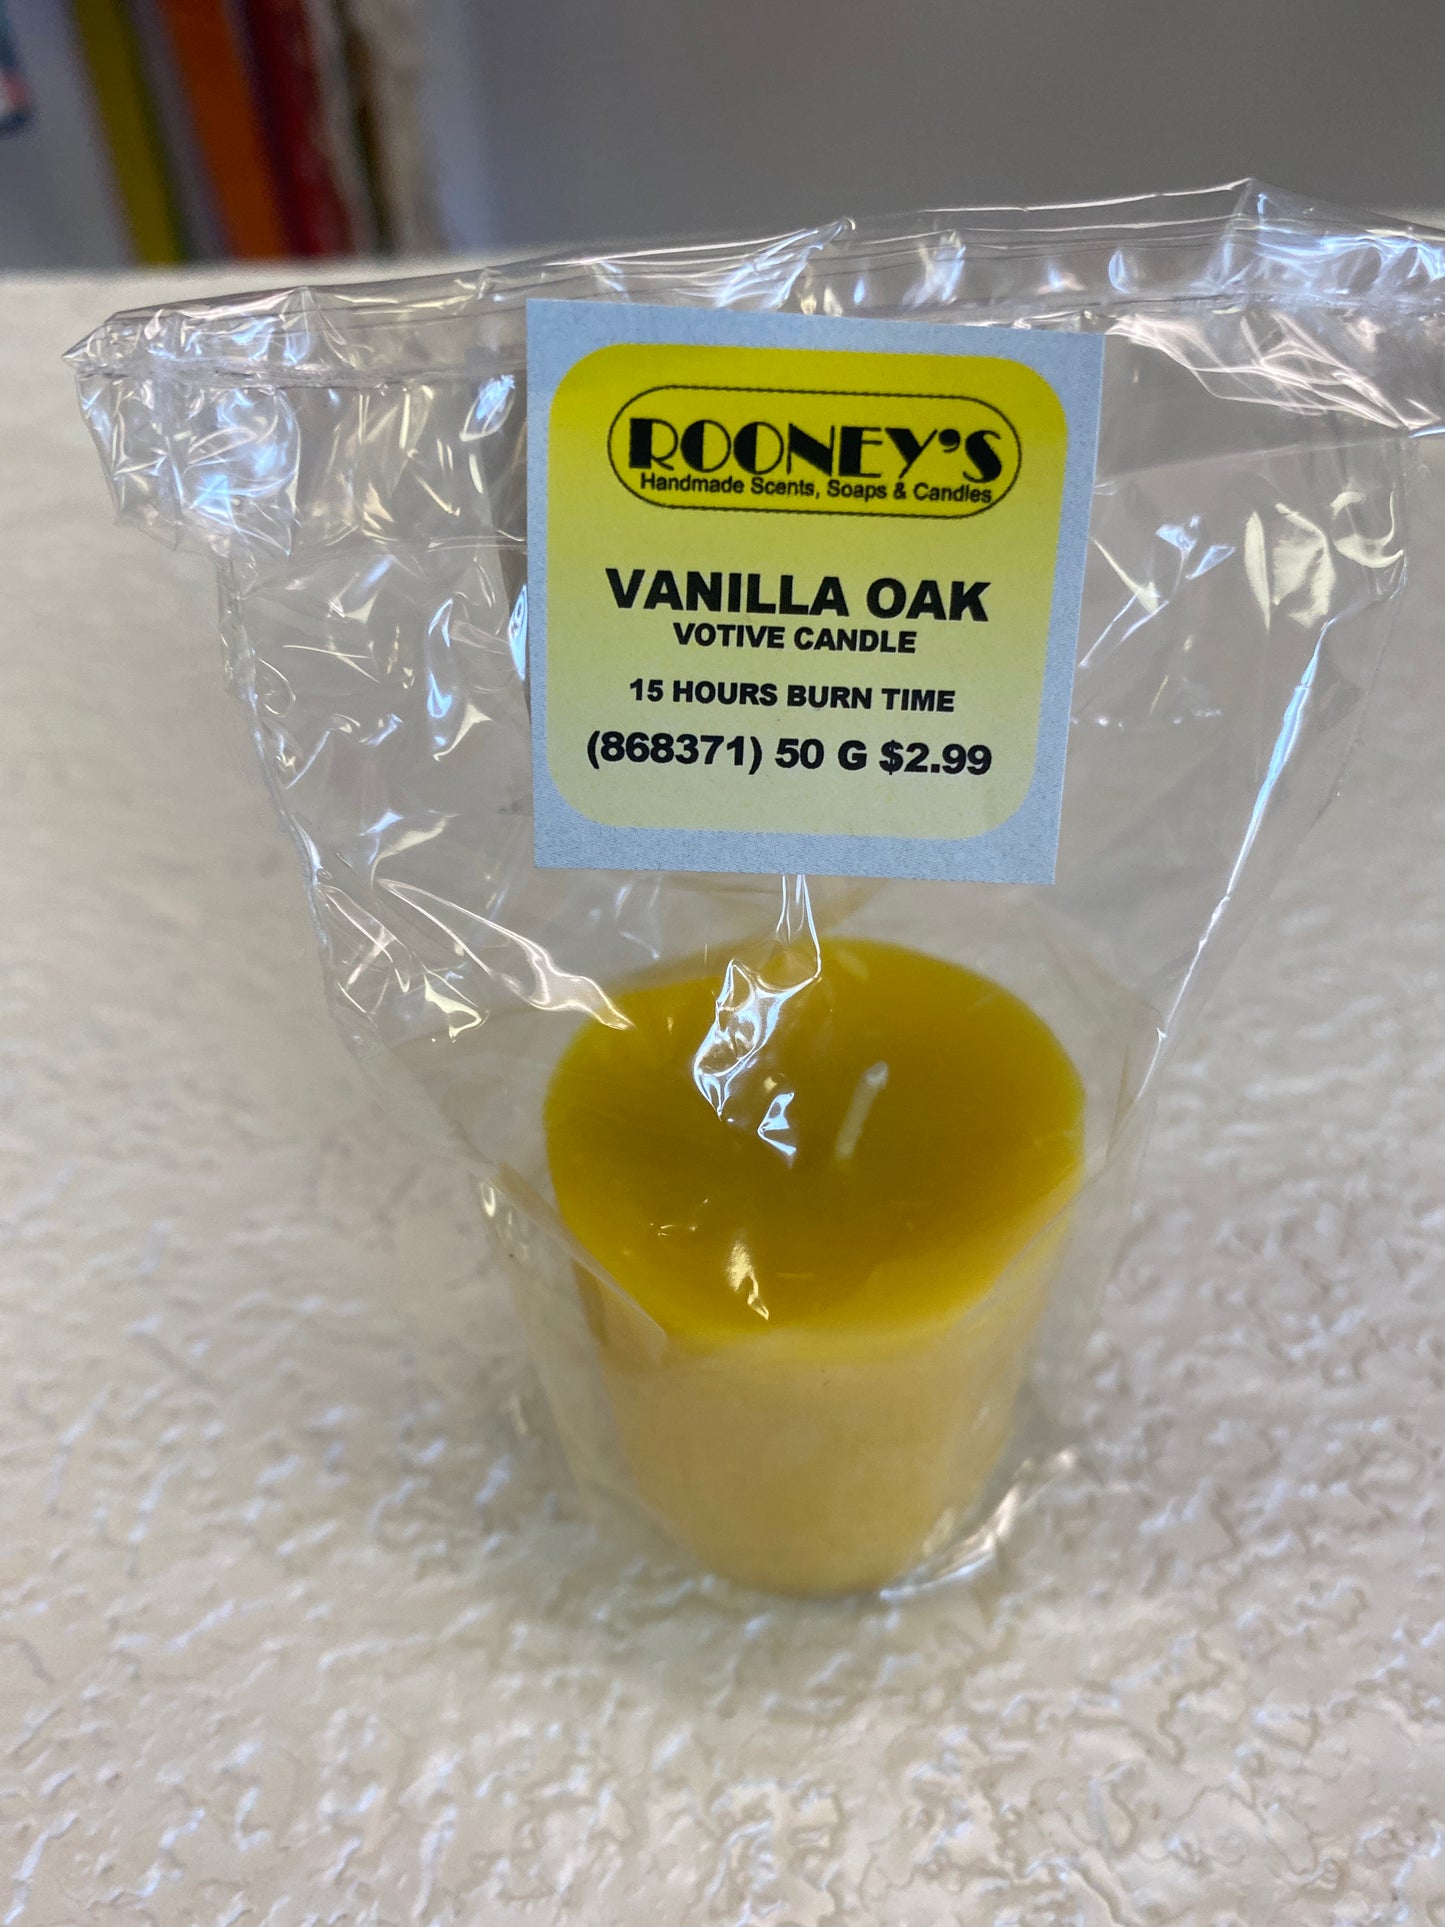 ROONEY'S
Handmade Scents, Soaps & Candles
VANILLA OAK
VOTIVE CANDLE
15 HOURS BURN TIME
(868371) 50 G $2.99